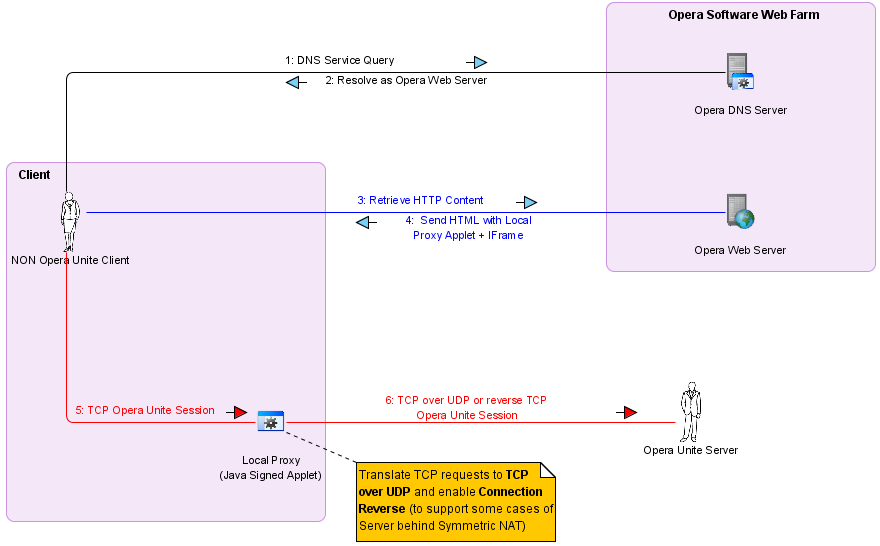 Opera Software Web Farm
1: DNS Service Query
2: Resolve as Opera Web Server
Opera DNS Server
Client
3: Retrieve HTTP Content
4: Send HTML with Local
Proxy Applet + IFrame
Opera Web Server
NON Opera Unite Client
5: TCP Opera Unite Session
6: TCP over UDP or reverse TCP
Opera Unite Session
Opera Unite Server
Local Proxy
(Java Signed Applet)
Translate TCP requests to TCP
over UDP and enable Connection
Reverse (to support some cases of
Server behind Symmetric NAT)